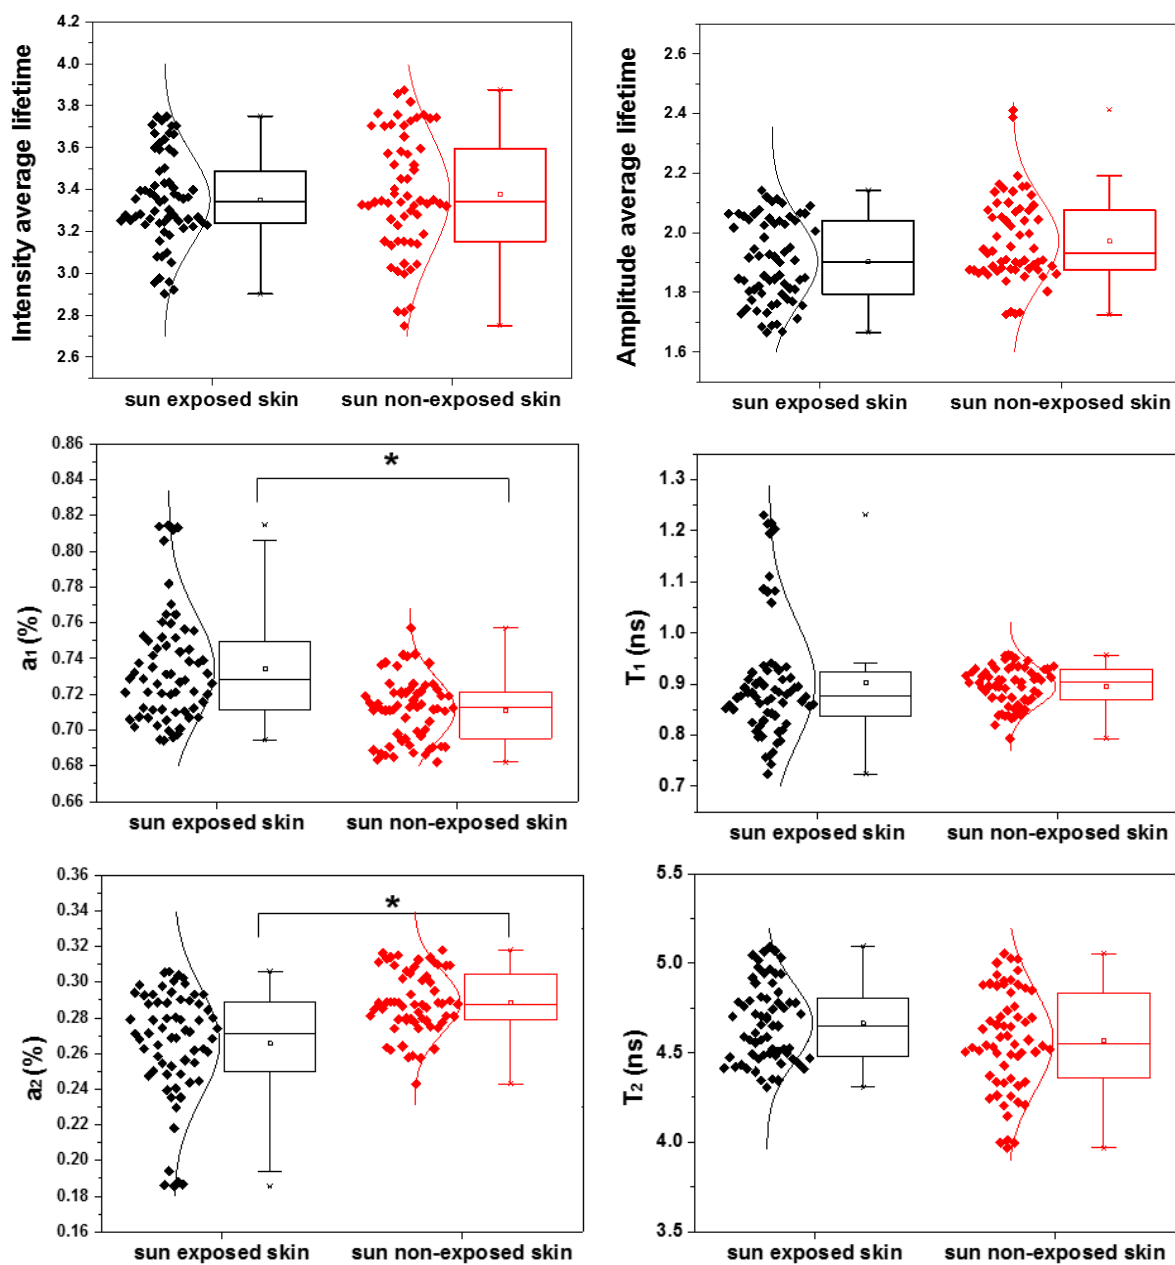 Intensity average lifetime
4.2
4.0
3.8
3.6
3.4
3.2
3.0
2.8
2.6
sun exposed skin
sun non-exposed skin
Amplitude average lifetime
2.6
2.4
2.2
2.0
1.8
1.6
sun exposed skin
sun non-exposed skin
a₁ (%)
0.86
0.84
0.82
0.80
0.78
0.76
0.74
0.72
0.70
0.68
0.66
*
sun exposed skin
sun non-exposed skin
T₁ (ns)
1.3
1.2
1.1
1.0
0.9
0.8
0.7
sun exposed skin
sun non-exposed skin
a₂ (%)
0.36
0.34
0.32
0.30
0.28
0.26
0.24
0.22
0.20
0.18
0.16
*
sun exposed skin
sun non-exposed skin
T₂ (ns)
5.5
5.0
4.5
4.0
3.5
sun exposed skin
sun non-exposed skin